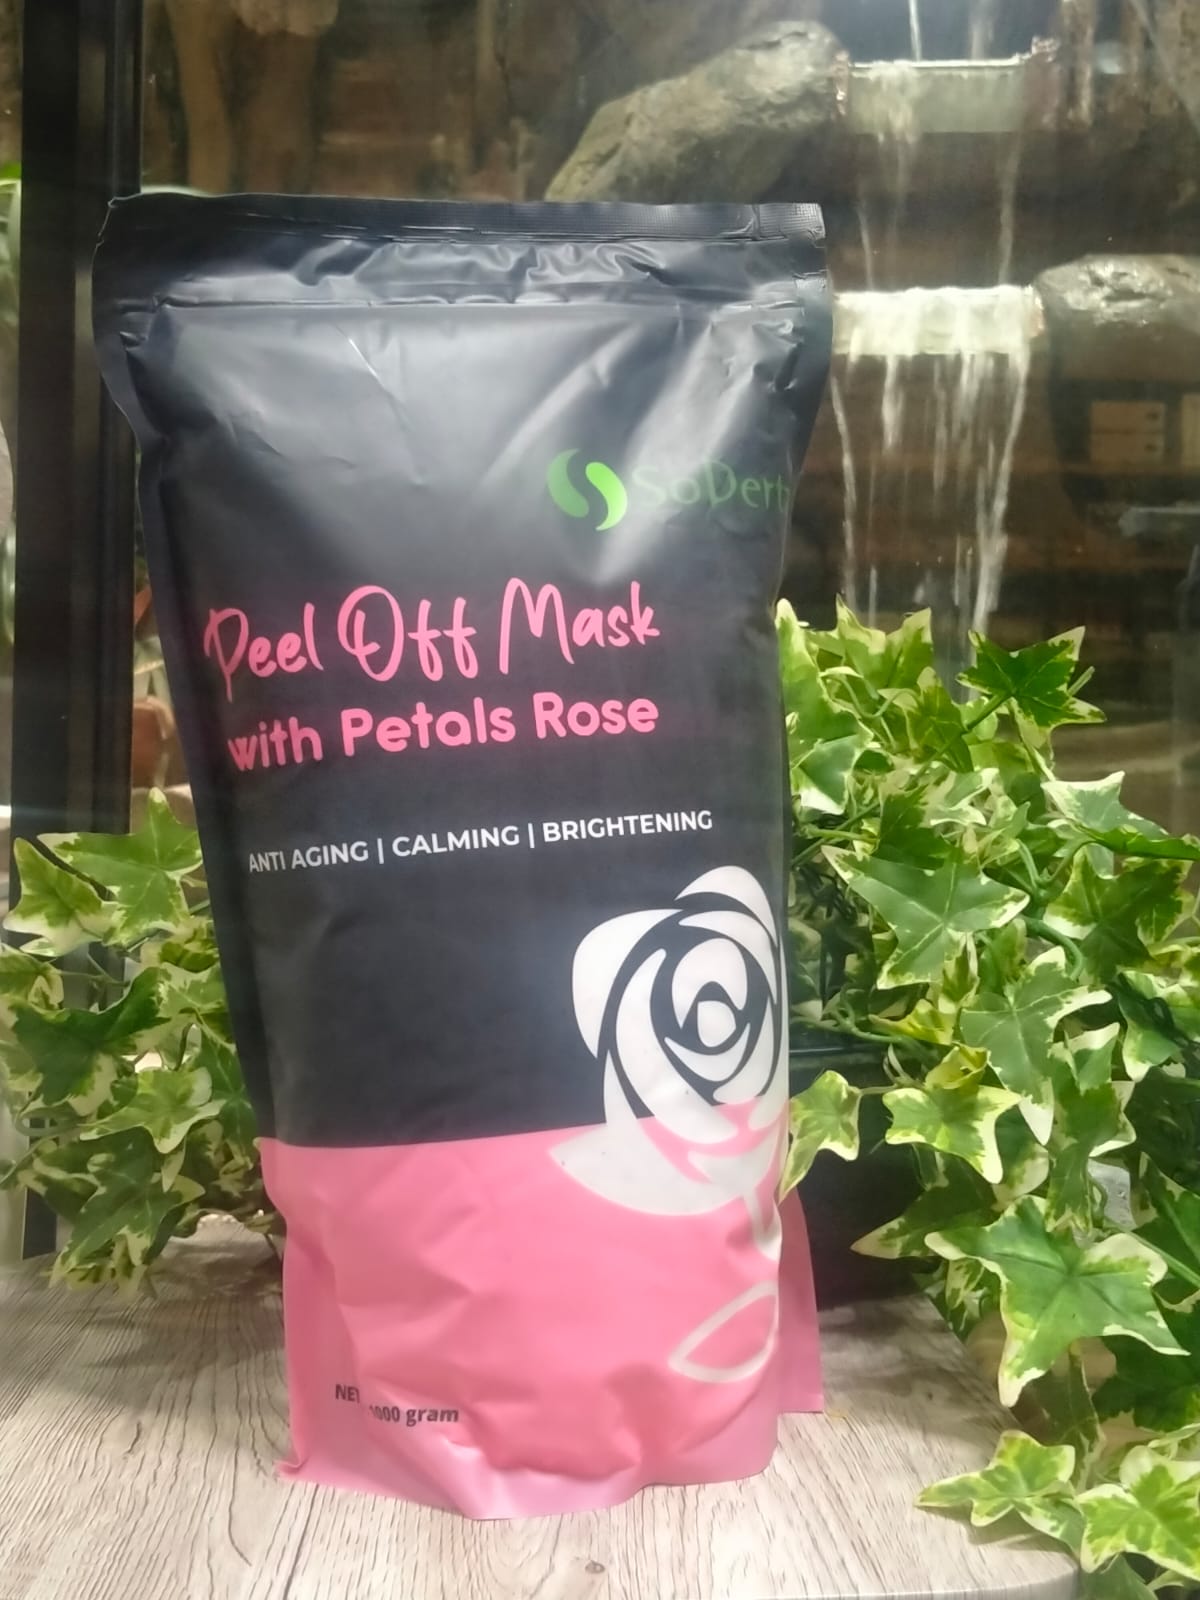 Peel Off Mask
with Petals Rose
ANTI AGING | CALMING | BRIGHTENING
gram